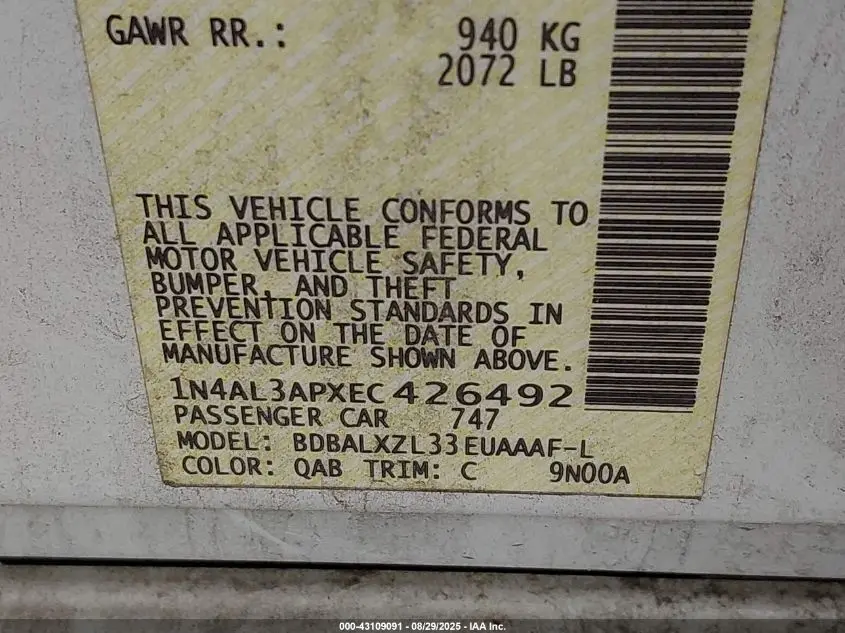 GAWR RR.: 940 KG
2072 LB
THIS VEHICLE CONFORMS TO
ALL APPLICABLE FEDERAL
MOTOR VEHICLE SAFETY,
BUMPER, AND THEFT
PREVENTION STANDARDS IN
EFFECT ON THE DATE OF
MANUFACTURE SHOWN ABOVE.
1N4AL3APXEC426492
PASSENGER CAR 747
MODEL: BDBALXZL33EUAAAF-L
COLOR: QAB TRIM: C 9N00A
000-43109091 - 08/29/2025 - IAA Inc.